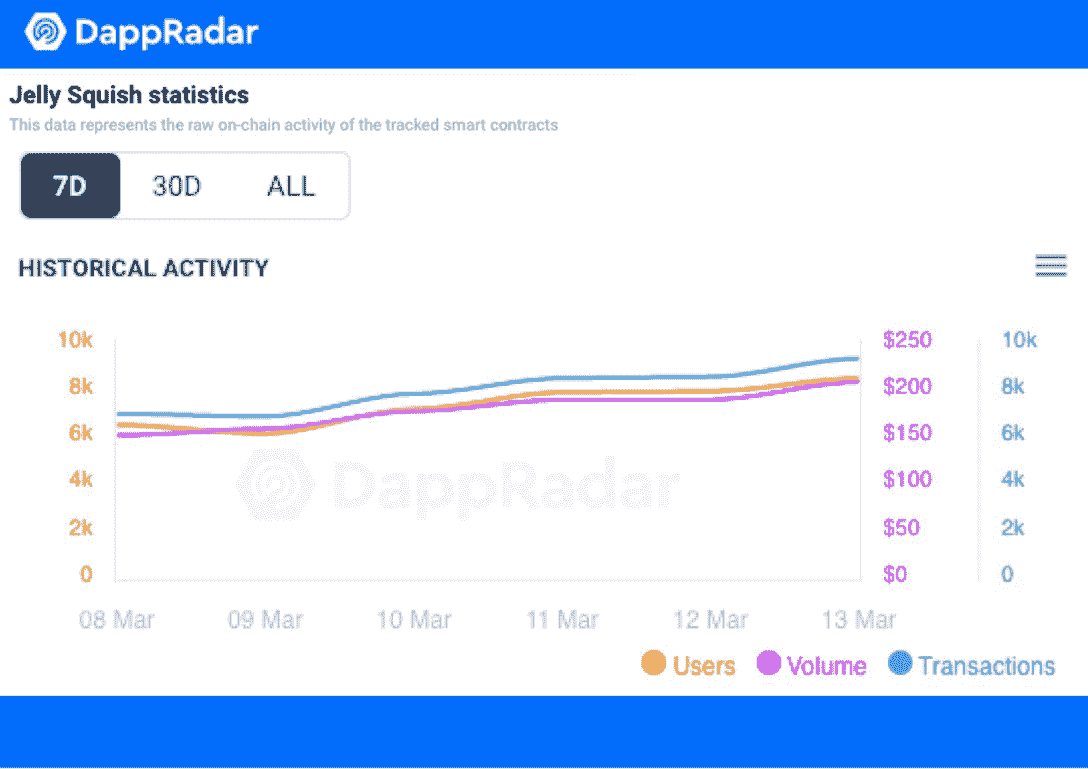 DappRadar
Jelly Squish statistics
This data represents the raw on-chain activity of the tracked smart contracts
7D 30D ALL
HISTORICAL ACTIVITY
10k $250 10k
8k $200 8k
6k $150 6k
4k $100 4k
2k $50 2k
0 $0 0
DappRadar
08 Mar 09 Mar 10 Mar 11 Mar 12 Mar 13 Mar
Users Volume Transactions